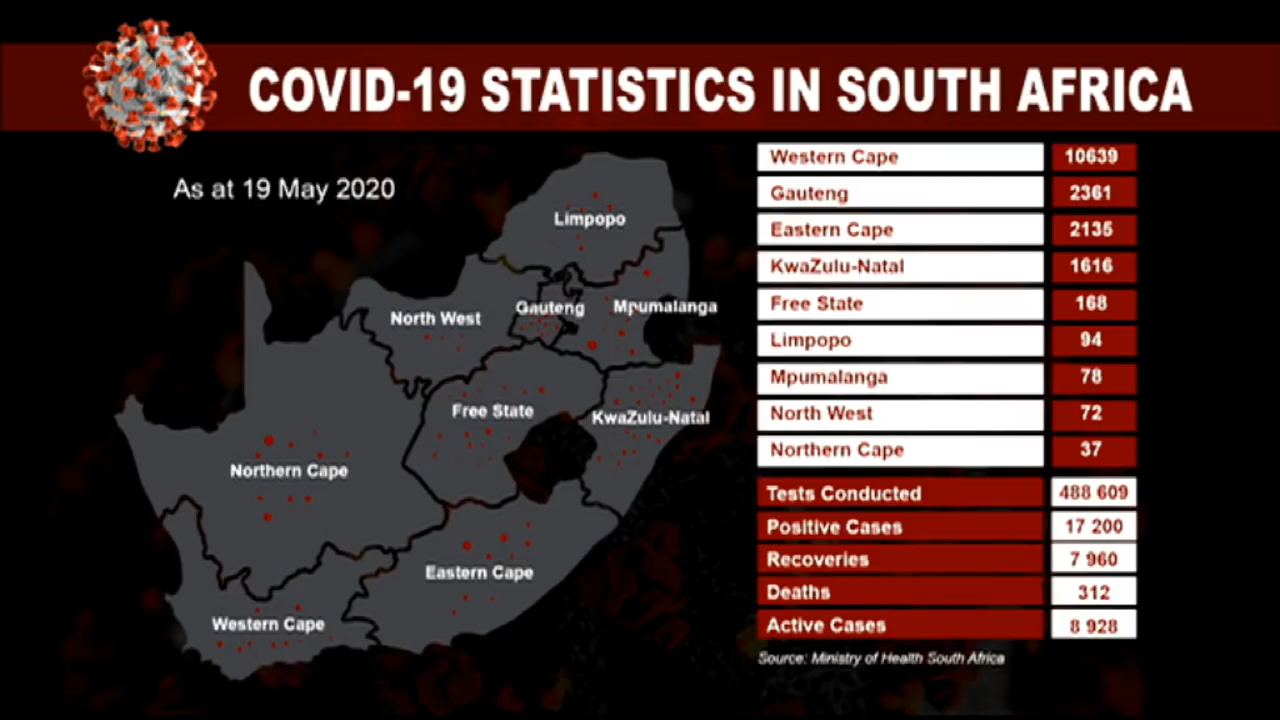 COVID-19 STATISTICS IN SOUTH AFRICA
As at 19 May 2020
Limpopo
North West
Gauteng
Mpumalanga
Free State
KwaZulu-Natal
Northern Cape
Eastern Cape
Western Cape
Western Cape 10639
Gauteng 2361
Eastern Cape 2135
KwaZulu-Natal 1616
Free State 168
Limpopo 94
Mpumalanga 78
North West 72
Northern Cape 37
Tests Conducted 488 609
Positive Cases 17 200
Recoveries 7 960
Deaths 312
Active Cases 8 928
Source: Ministry of Health South Africa